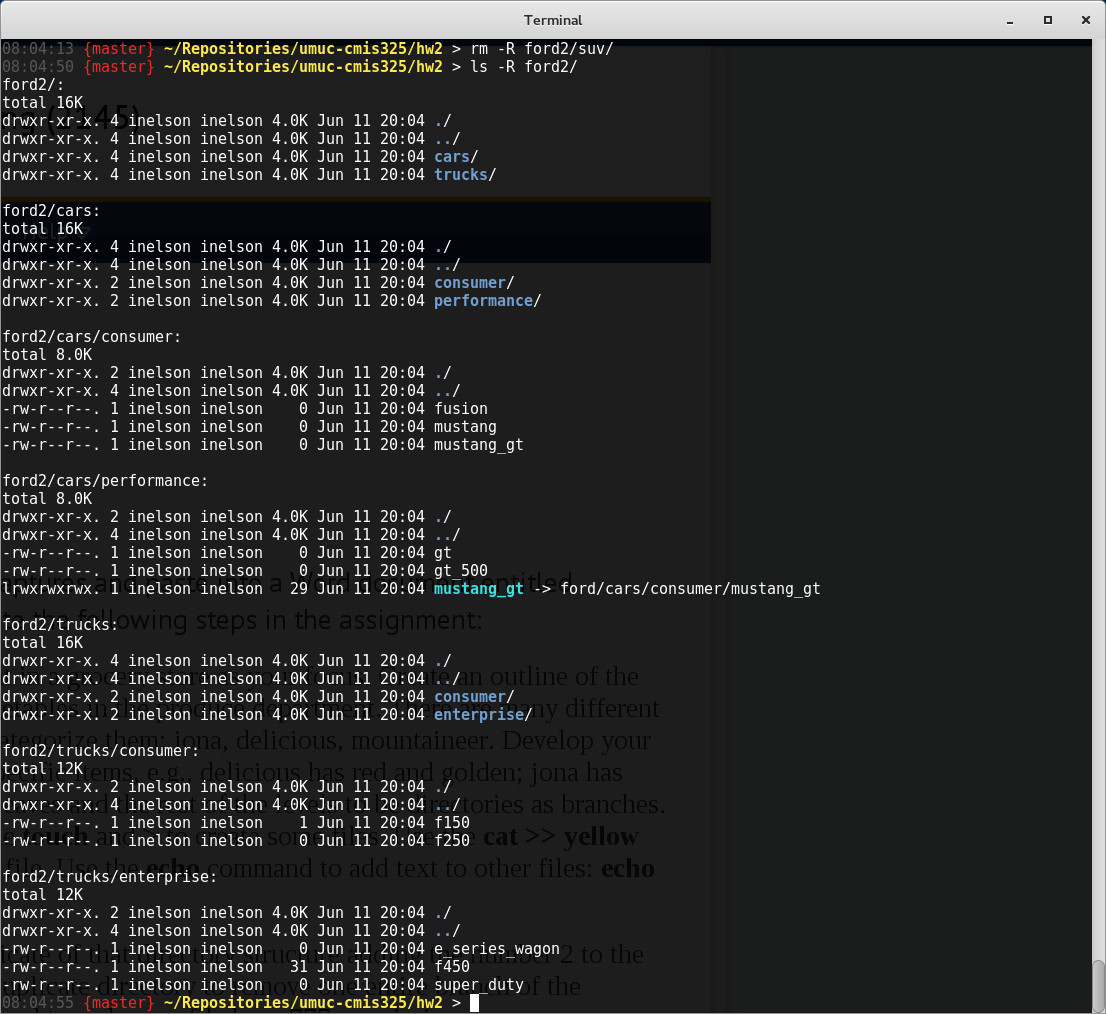 Terminal
08:04:13 {master} ~/Repositories/umuc-cmis325/hw2 > rm -R ford2/suv/
08:04:50 {master} ~/Repositories/umuc-cmis325/hw2 > ls -R ford2/
ford2/:
total 16K
drwxr-xr-x. 4 inelson inelson 4.0K Jun 11 20:04 ./
drwxr-xr-x. 4 inelson inelson 4.0K Jun 11 20:04 ../
drwxr-xr-x. 4 inelson inelson 4.0K Jun 11 20:04 cars/
drwxr-xr-x. 4 inelson inelson 4.0K Jun 11 20:04 trucks/
ford2/cars:
total 16K
drwxr-xr-x. 4 inelson inelson 4.0K Jun 11 20:04 ./
drwxr-xr-x. 4 inelson inelson 4.0K Jun 11 20:04 ../
drwxr-xr-x. 2 inelson inelson 4.0K Jun 11 20:04 consumer/
drwxr-xr-x. 2 inelson inelson 4.0K Jun 11 20:04 performance/
ford2/cars/consumer:
total 8.0K
drwxr-xr-x. 2 inelson inelson 4.0K Jun 11 20:04 ./
drwxr-xr-x. 4 inelson inelson 4.0K Jun 11 20:04 ../
-rw-r--r--. 1 inelson inelson    0 Jun 11 20:04 fusion
-rw-r--r--. 1 inelson inelson    0 Jun 11 20:04 mustang
-rw-r--r--. 1 inelson inelson    0 Jun 11 20:04 mustang_gt
ford2/cars/performance:
total 8.0K
drwxr-xr-x. 2 inelson inelson 4.0K Jun 11 20:04 ./
drwxr-xr-x. 4 inelson inelson 4.0K Jun 11 20:04 ../
-rw-r--r--. 1 inelson inelson    0 Jun 11 20:04 gt
-rw-r--r--. 1 inelson inelson    0 Jun 11 20:04 gt_500
lrwxrwxrwx. 1 inelson inelson   29 Jun 11 20:04 mustang_gt -> ford/cars/consumer/mustang_gt
ford2/trucks:
total 16K
drwxr-xr-x. 4 inelson inelson 4.0K Jun 11 20:04 ./
drwxr-xr-x. 4 inelson inelson 4.0K Jun 11 20:04 ../
drwxr-xr-x. 2 inelson inelson 4.0K Jun 11 20:04 consumer/
drwxr-xr-x. 2 inelson inelson 4.0K Jun 11 20:04 enterprise/
ford2/trucks/consumer:
total 12K
drwxr-xr-x. 2 inelson inelson 4.0K Jun 11 20:04 ./
drwxr-xr-x. 4 inelson inelson 4.0K Jun 11 20:04 ../
-rw-r--r--. 1 inelson inelson    1 Jun 11 20:04 f150
-rw-r--r--. 1 inelson inelson    0 Jun 11 20:04 f250
ford2/trucks/enterprise:
total 12K
drwxr-xr-x. 2 inelson inelson 4.0K Jun 11 20:04 ./
drwxr-xr-x. 4 inelson inelson 4.0K Jun 11 20:04 ../
-rw-r--r--. 1 inelson inelson    0 Jun 11 20:04 e_series_wagon
-rw-r--r--. 1 inelson inelson   31 Jun 11 20:04 f450
-rw-r--r--. 1 inelson inelson    0 Jun 11 20:04 super_duty
08:04:55 {master} ~/Repositories/umuc-cmis325/hw2 >